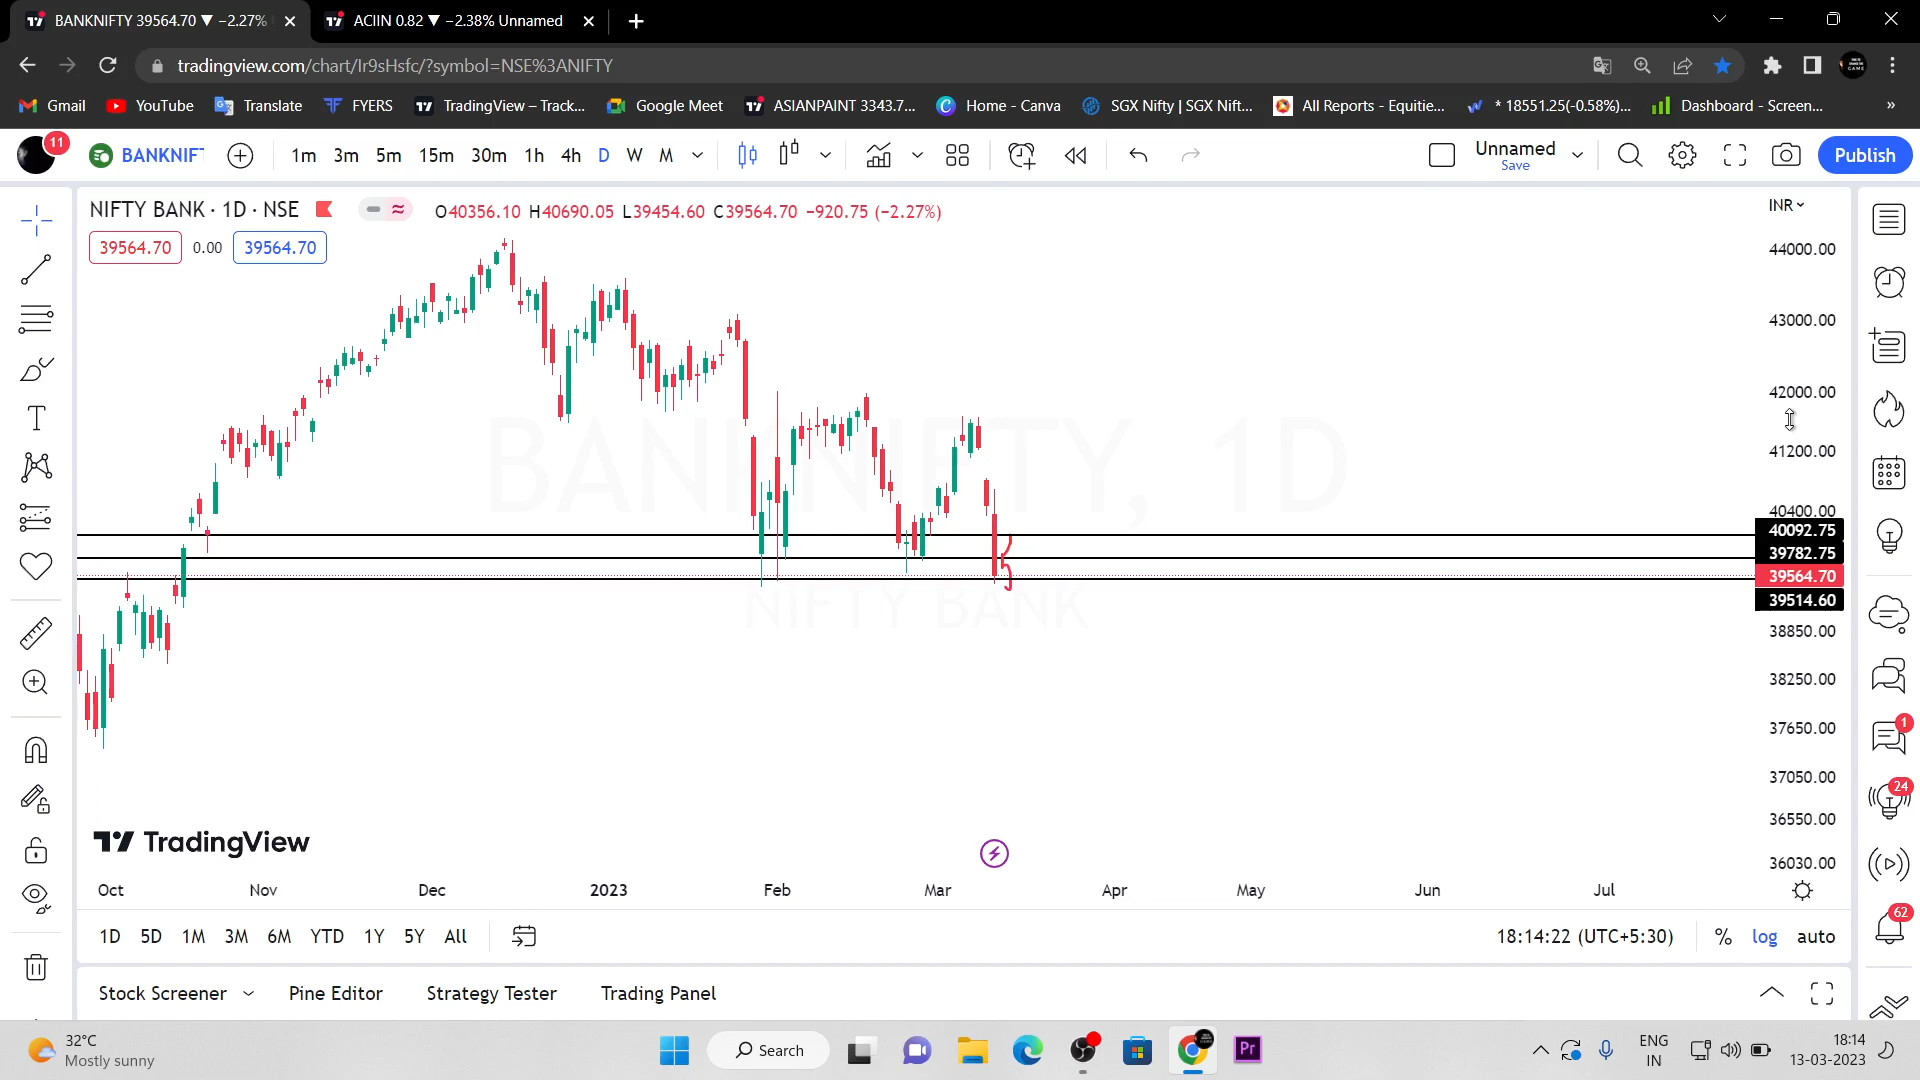 BANKNIFTY 39564.70 ▼ −2.27%
ACIIN 0.82 ▼ −2.38% Unnamed
tradingview.com/chart/Ir9sHsfc/?symbol=NSE%3ANIFTY
Gmail YouTube Translate FYERS TradingView – Track... Google Meet ASIANPAINT 3343.7... Home - Canva SGX Nifty | SGX Nift... All Reports - Equitie... * 18551.25(-0.58%)... Dashboard - Screen... »
11 BANKNIFT 1m 3m 5m 15m 30m 1h 4h D W M Unnamed Save Publish
NIFTY BANK · 1D · NSE O40356.10 H40690.05 L39454.60 C39564.70 −920.75 (−2.27%)
INR
39564.70 0.00 39564.70
44000.00
43000.00
42000.00
41200.00
40400.00
40092.75
39782.75
39564.70
39514.60
38850.00
38250.00
37650.00
37050.00
36550.00
36030.00
BANKNIFTY, 1D
NIFTY BANK
1
24
62
TradingView
Oct Nov Dec 2023 Feb Mar Apr May Jun Jul
1D 5D 1M 3M 6M YTD 1Y 5Y All 18:14:22 (UTC+5:30) % log auto
Stock Screener Pine Editor Strategy Tester Trading Panel
32°C
Mostly sunny
Search
Pr
ENG
IN
18:14
13-03-2023